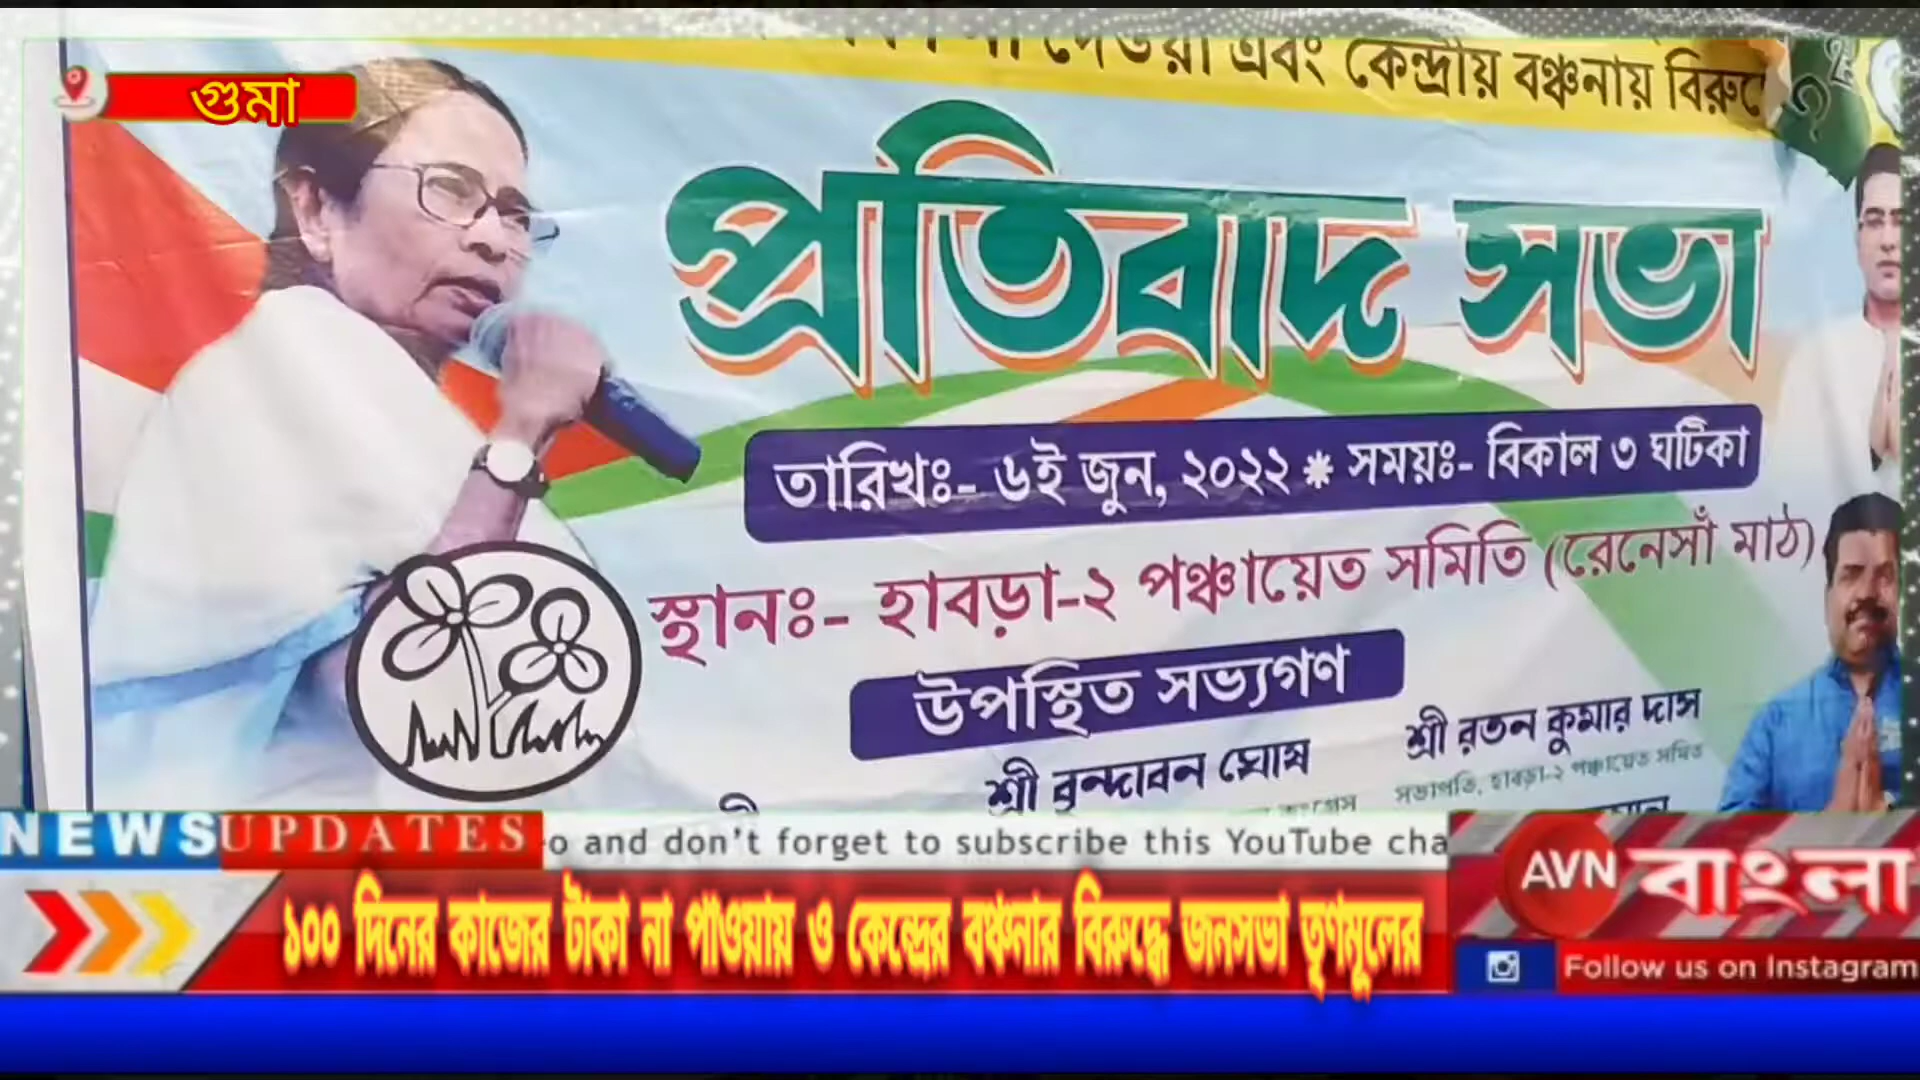 দেওয়া এবং কেন্দ্রীয় বঞ্চনায়
গুমা
প্রতিবাদ সভা
তারিখঃ- ৬ই জুন, ২০২২ * সময়ঃ- বিকাল ৩ ঘটিকা
স্থানঃ- হাবড়া-২ পঞ্চায়েত সমিতি (রেনেসাঁ মাঠ)
উপস্থিত সভ্যগণ
শ্রী রতন কুমার দাস
শ্রী বৃন্দাবন ঘোষ
সভাপতি, হাবড়া-২ পঞ্চায়েত সমিত
NEWS UPDATES
and don't forget to subscribe this YouTube cha
AVN বাংলা
১০০ দিনের কাজের টাকা না পাওয়ায় ও কেন্দ্রের বঞ্চনার বিরুদ্ধে জনসভা তৃণমূলের
Follow us on Instagram